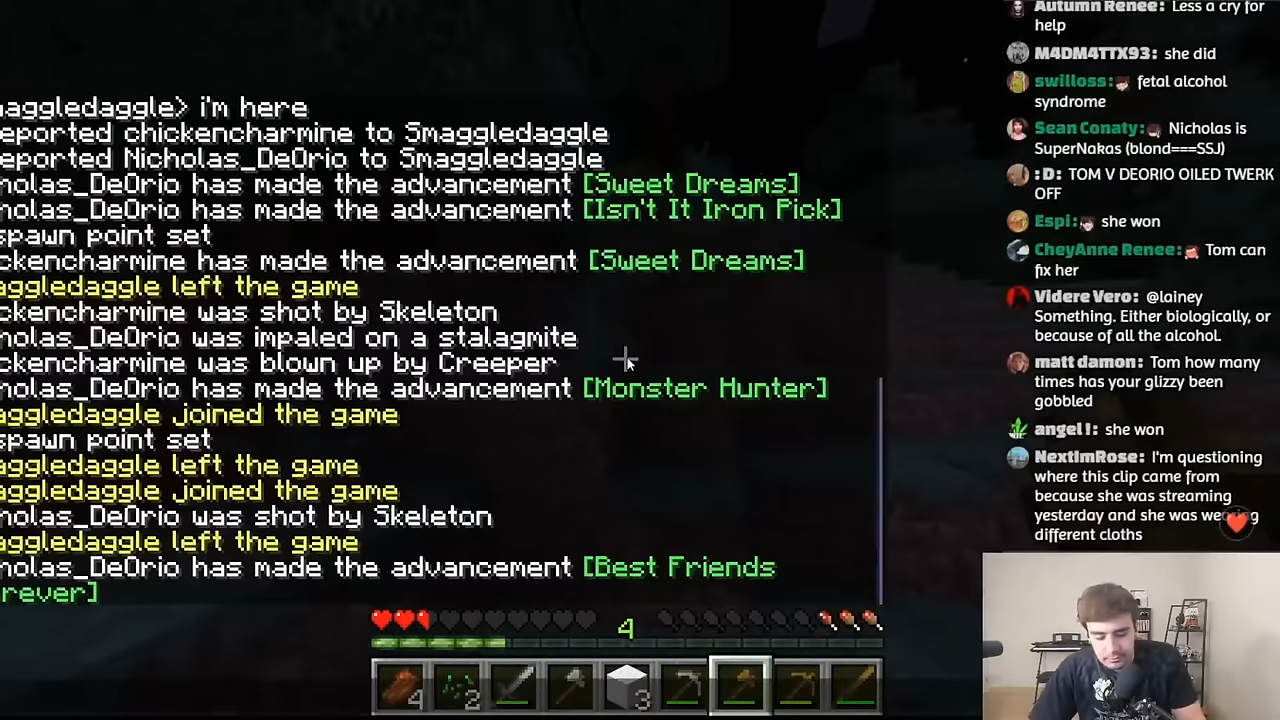 aggledaggle> i'm here
eported chickencharmine to Smaggledaggle
eported Nicholas_DeOrio to Smaggledaggle
holas_DeOrio has made the advancement [Sweet Dreams]
holas_DeOrio has made the advancement [Isn't It Iron Pick]
spawn point set
ckencharmine has made the advancement [Sweet Dreams]
aggledaggle left the game
ckencharmine was shot by Skeleton
holas_DeOrio was impaled on a stalagmite
ckencharmine was blown up by Creeper
holas_DeOrio has made the advancement [Monster Hunter]
aggledaggle joined the game
spawn point set
aggledaggle left the game
aggledaggle joined the game
holas_DeOrio was shot by Skeleton
aggledaggle left the game
holas_DeOrio has made the advancement [Best Friends
rever]
4
4
2
3
Autumn Renee: Less a cry for
help
M4DM4TTX93: she did
swilloss: fetal alcohol
syndrome
Sean Conaty: Nicholas is
SuperNakas (blond===SSJ)
:D: TOM V DEORIO OILED TWERK
OFF
Espi: she won
CheyAnne Renee: Tom can
fix her
Videre Vero: @lainey
Something. Either biologically, or
because of all the alcohol.
matt damon: Tom how many
times has your glizzy been
gobbled
angel!: she won
NextImRose: I'm questioning
where this clip came from
because she was streaming
yesterday and she was
different cloths